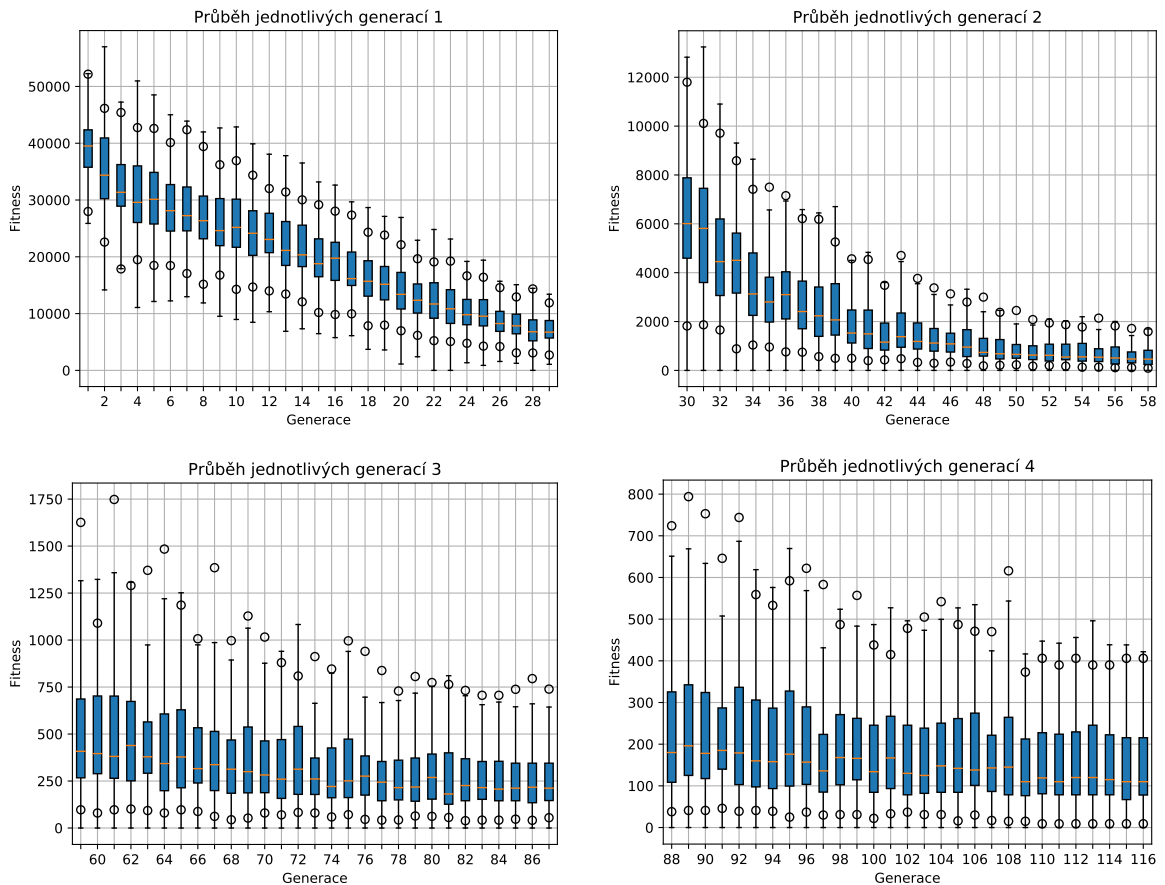 Průběh jednotlivých generací 1
50000
40000
30000
20000
10000
0
Fitness
2 4 6 8 10 12 14 16 18 20 22 24 26 28
Generace
Průběh jednotlivých generací 2
12000
10000
8000
6000
4000
2000
0
Fitness
30 32 34 36 38 40 42 44 46 48 50 52 54 56 58
Generace
Průběh jednotlivých generací 3
1750
1500
1250
1000
750
500
250
0
Fitness
60 62 64 66 68 70 72 74 76 78 80 82 84 86
Generace
Průběh jednotlivých generací 4
800
700
600
500
400
300
200
100
0
Fitness
88 90 92 94 96 98 100 102 104 106 108 110 112 114 116
Generace